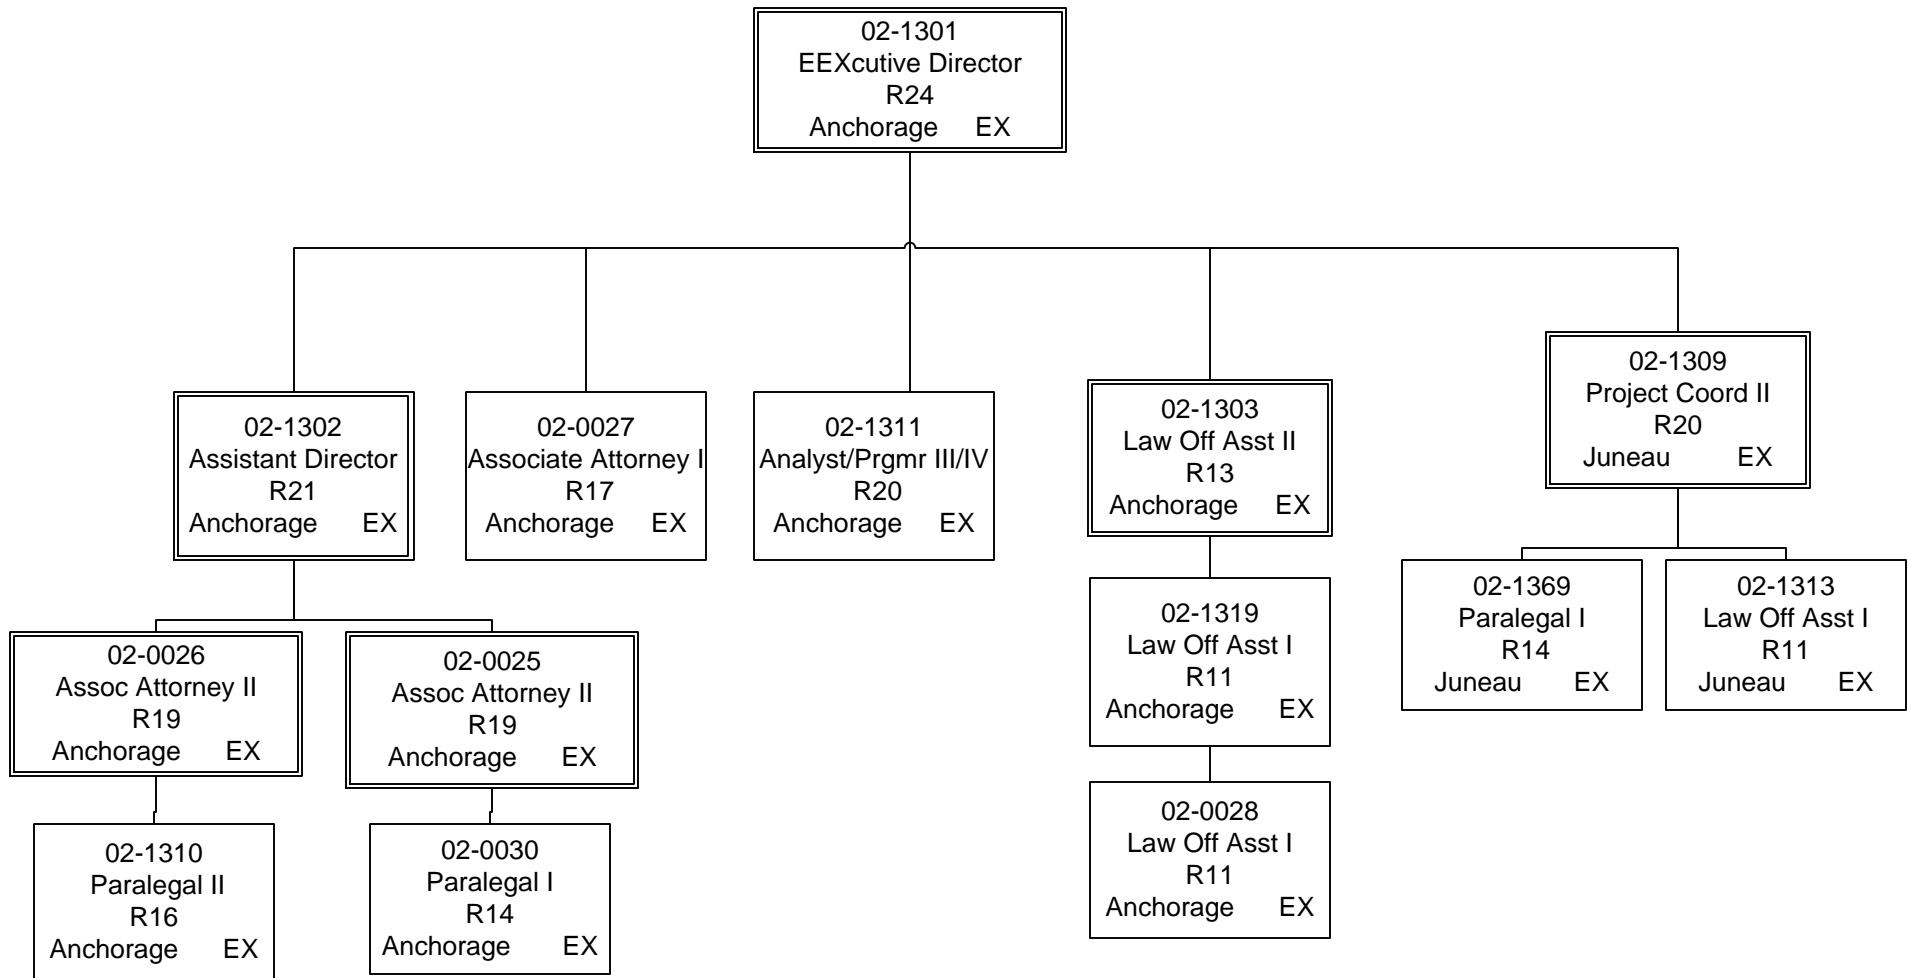 02-1301
EEXcutive Director
R24
Anchorage EX
02-1302
Assistant Director
R21
Anchorage EX
02-0027
Associate Attorney I
R17
Anchorage EX
02-1311
Analyst/Prgmr III/IV
R20
Anchorage EX
02-1303
Law Off Asst II
R13
Anchorage EX
02-1309
Project Coord II
R20
Juneau EX
02-0026
Assoc Attorney II
R19
Anchorage EX
02-0025
Assoc Attorney II
R19
Anchorage EX
02-1319
Law Off Asst I
R11
Anchorage EX
02-1369
Paralegal I
R14
Juneau EX
02-1313
Law Off Asst I
R11
Juneau EX
02-1310
Paralegal II
R16
Anchorage EX
02-0030
Paralegal I
R14
Anchorage EX
02-0028
Law Off Asst I
R11
Anchorage EX